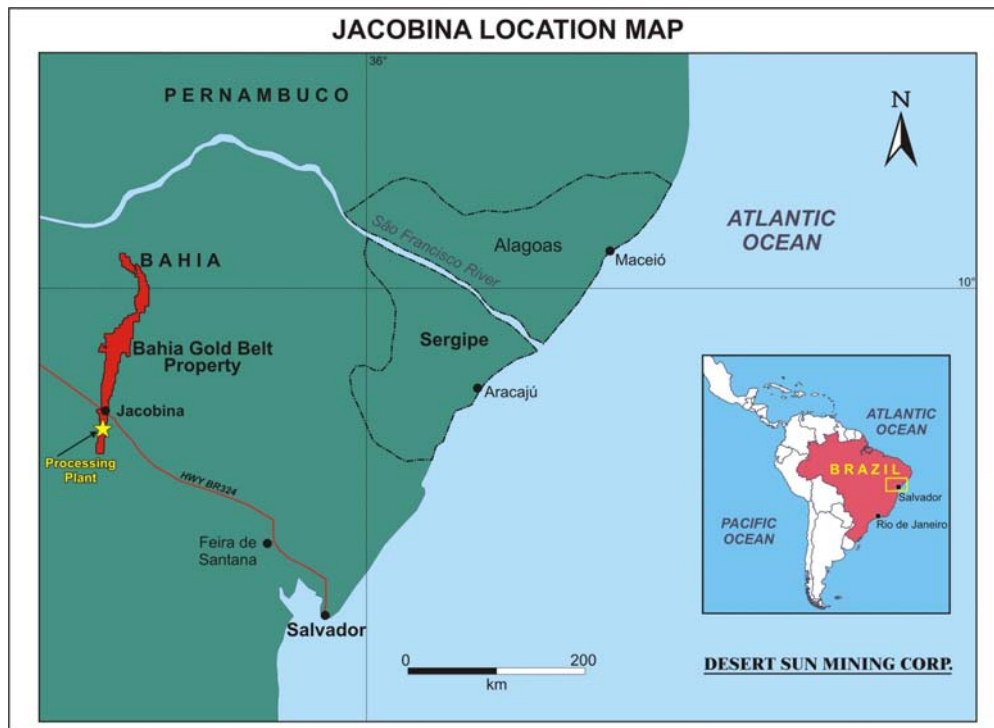 JACOBINA LOCATION MAP
36°
PERNAMBUCO
N
ATLANTIC
OCEAN
São Francisco River
Alagoas
Maceió
BAHIA
10°
Bahia Gold Belt
Property
Sergipe
Aracajú
Jacobina
Processing
Plant
HWY BR324
Feira de
Santana
Salvador
0
200
km
ATLANTIC
OCEAN
BRAZIL
Salvador
Rio de Janeiro
PACIFIC
OCEAN
DESERT SUN MINING CORP.